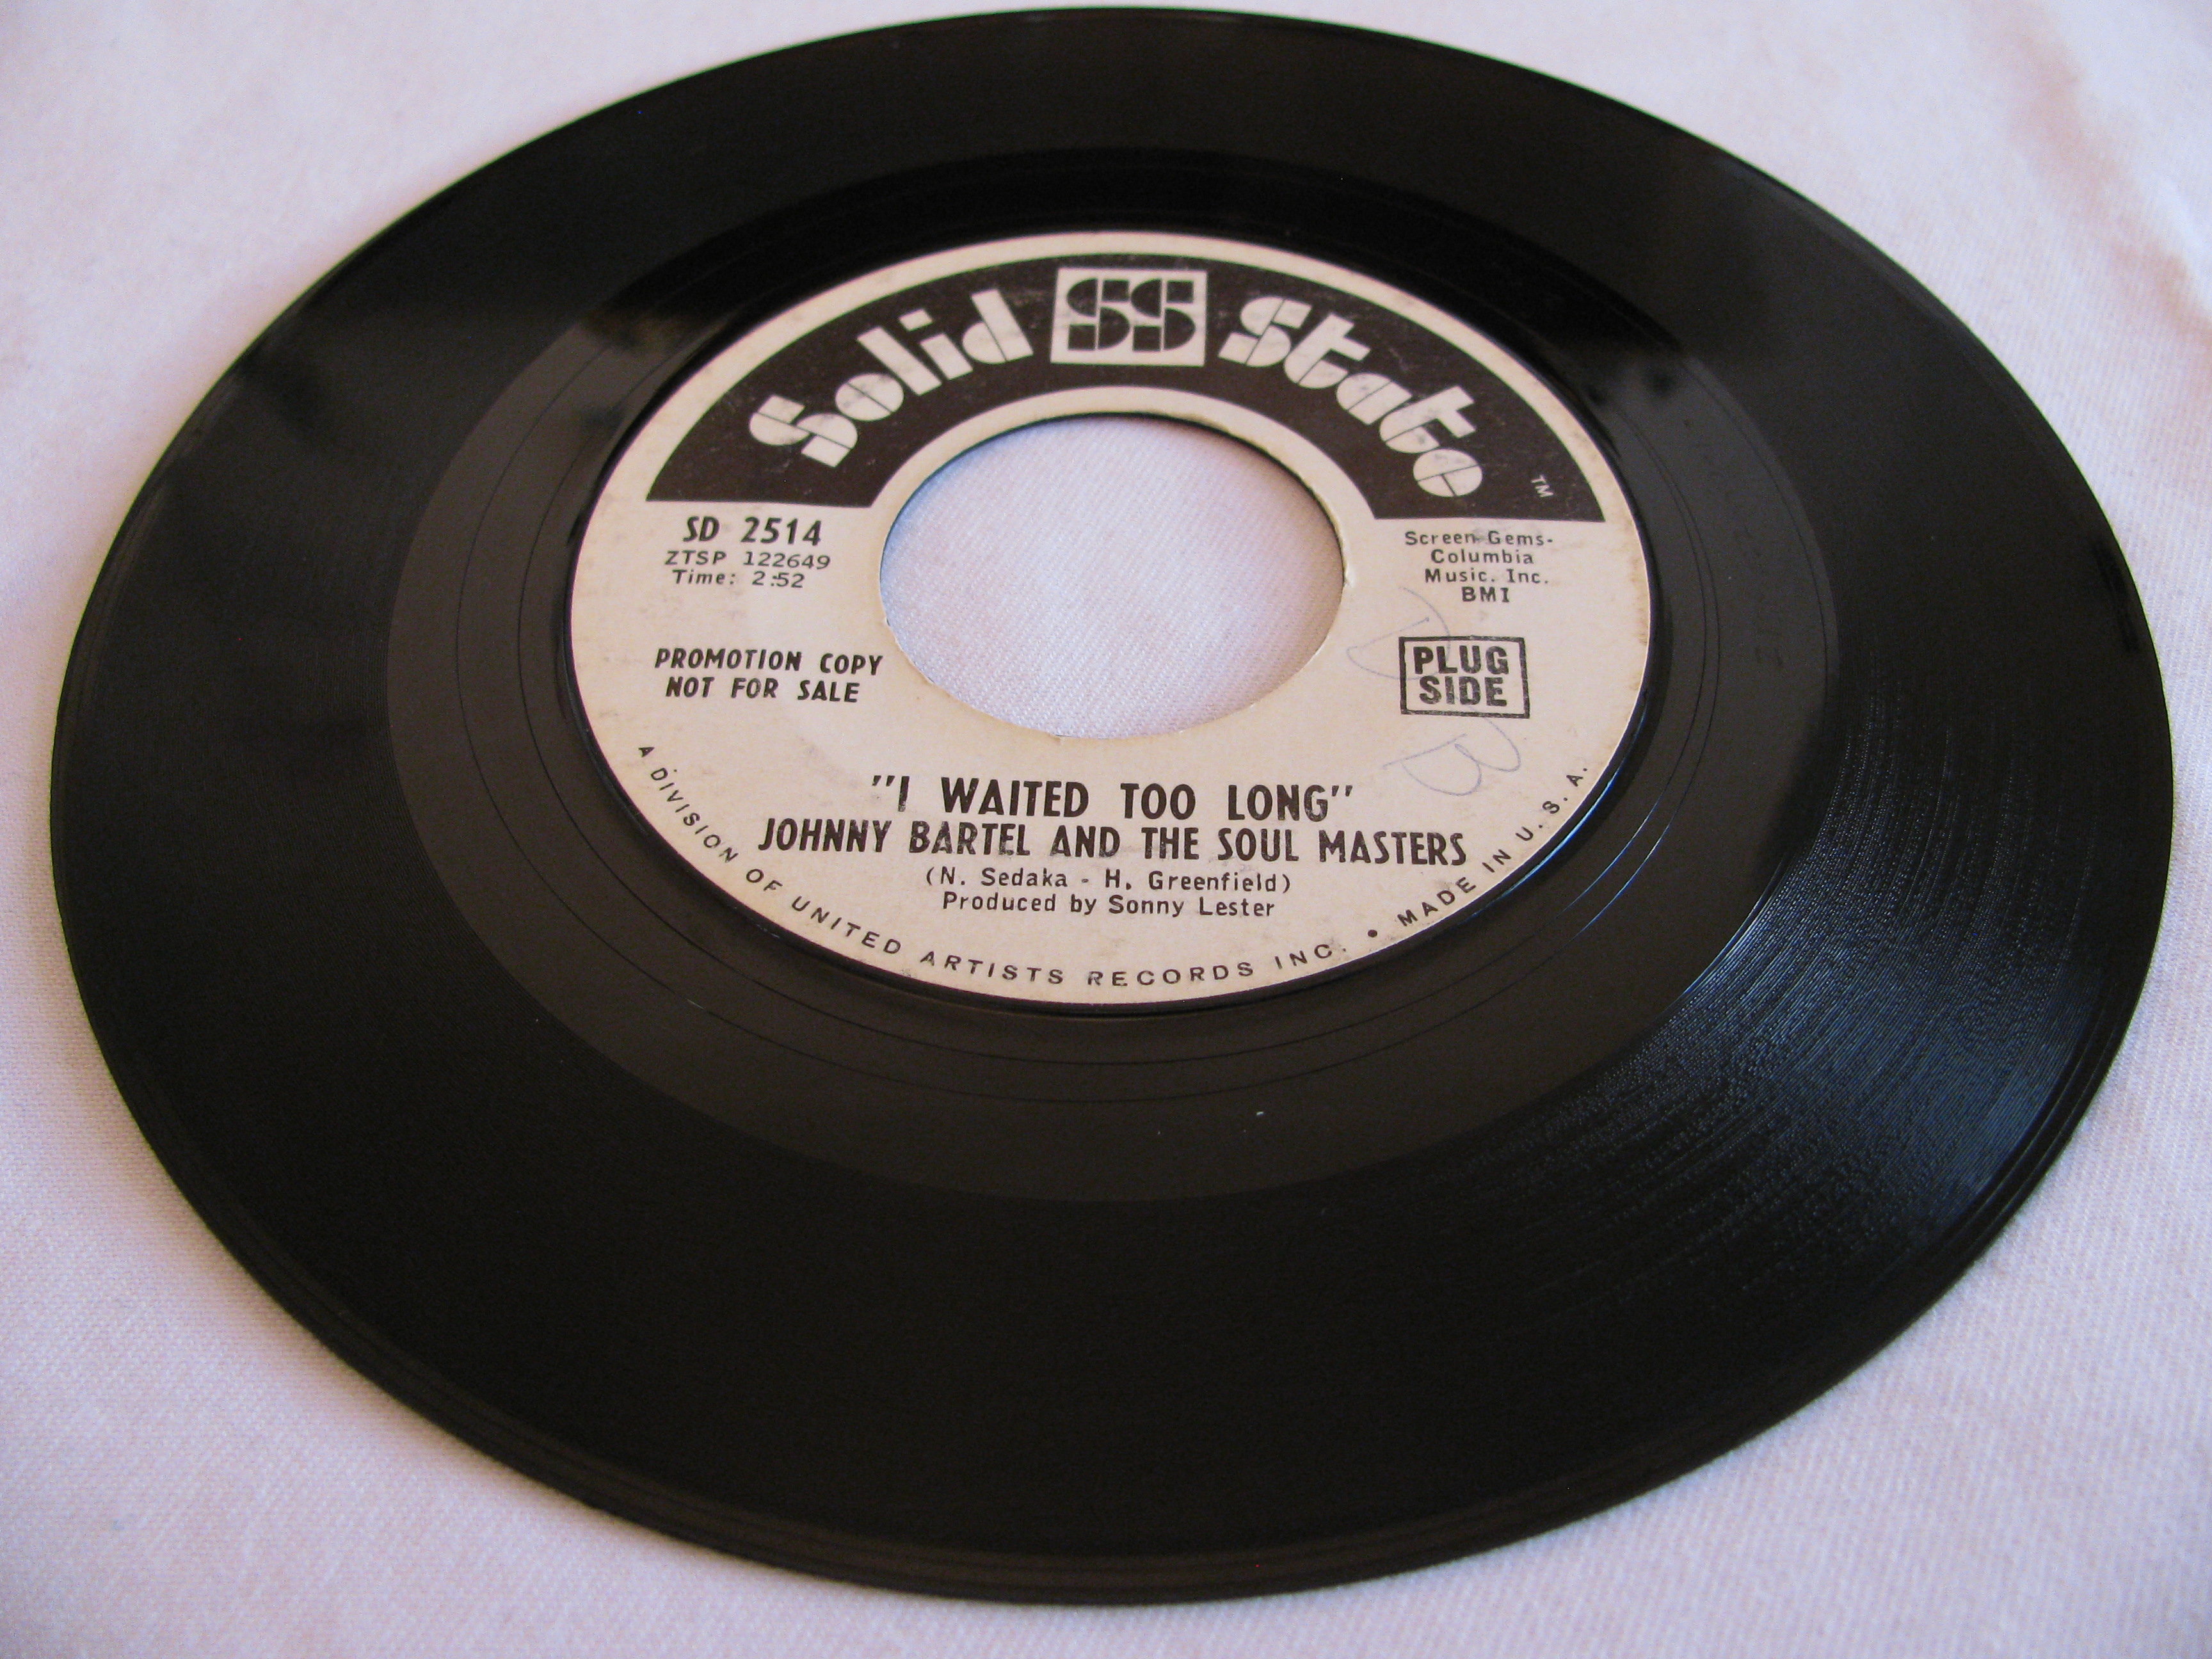 Solid SS State
TM
SD 2514
ZTSP 122649
Time: 2:52
Screen Gems-
Columbia
Music. Inc.
BMI
PROMOTION COPY
NOT FOR SALE
PLUG
SIDE
"I WAITED TOO LONG"
JOHNNY BARTEL AND THE SOUL MASTERS
(N. Sedaka - H. Greenfield)
Produced by Sonny Lester
A DIVISION OF UNITED ARTISTS RECORDS INC. • MADE IN U.S.A.